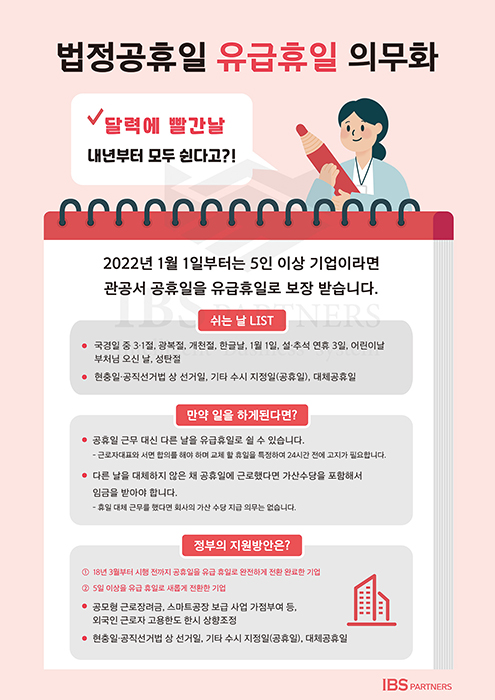 법정공휴일 유급휴일 의무화
달력에 빨간날
내년부터 모두 쉰다고?!
2022년 1월 1일부터는 5인 이상 기업이라면
관공서 공휴일을 유급휴일로 보장 받습니다.
IBS PARTNERS
쉬는 날 LIST
• 국경일 중 3·1절, 광복절, 개천절, 한글날, 1월 1일, 설·추석 연휴 3일, 어린이날
부처님 오신 날, 성탄절
• 현충일·공직선거법 상 선거일, 기타 수시 지정일(공휴일), 대체공휴일
만약 일을 하게된다면?
• 공휴일 근무 대신 다른 날을 유급휴일로 쉴 수 있습니다.
- 근로자대표와 서면 합의를 해야 하며 교체 할 휴일을 특정하여 24시간 전에 고지가 필요합니다.
• 다른 날을 대체하지 않은 채 공휴일에 근로했다면 가산수당을 포함해서
임금을 받아야 합니다.
- 휴일 대체 근무를 했다면 회사의 가산 수당 지급 의무는 없습니다.
정부의 지원방안은?
① 18년 3월부터 시행 전까지 공휴일을 유급 휴일로 완전하게 전환 완료한 기업
② 5일 이상을 유급 휴일로 새롭게 전환한 기업
• 공모형 근로장려금, 스마트공장 보급 사업 가점부여 등,
외국인 근로자 고용한도 한시 상향조정
• 현충일·공직선거법 상 선거일, 기타 수시 지정일(공휴일), 대체공휴일
IBS PARTNERS